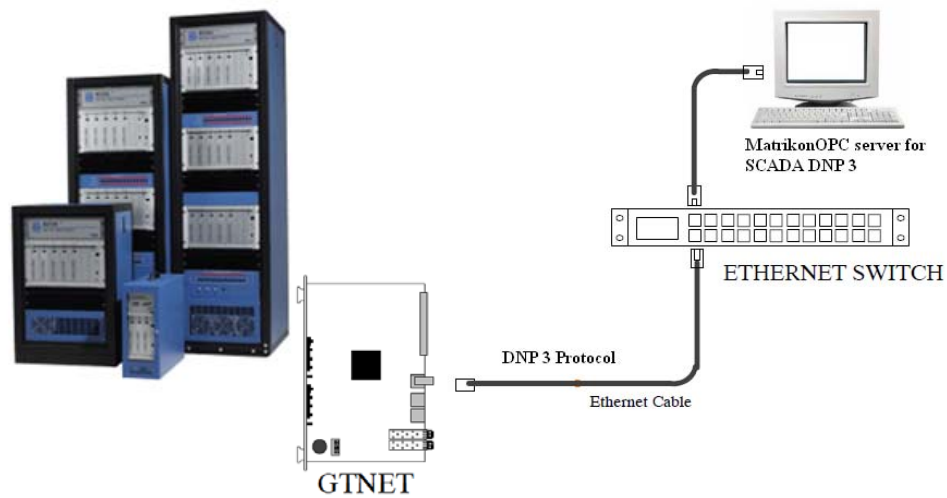 MatrikonOPC server for
SCADA DNP 3
ETHERNET SWITCH
DNP 3 Protocol
Ethernet Cable
GTNET